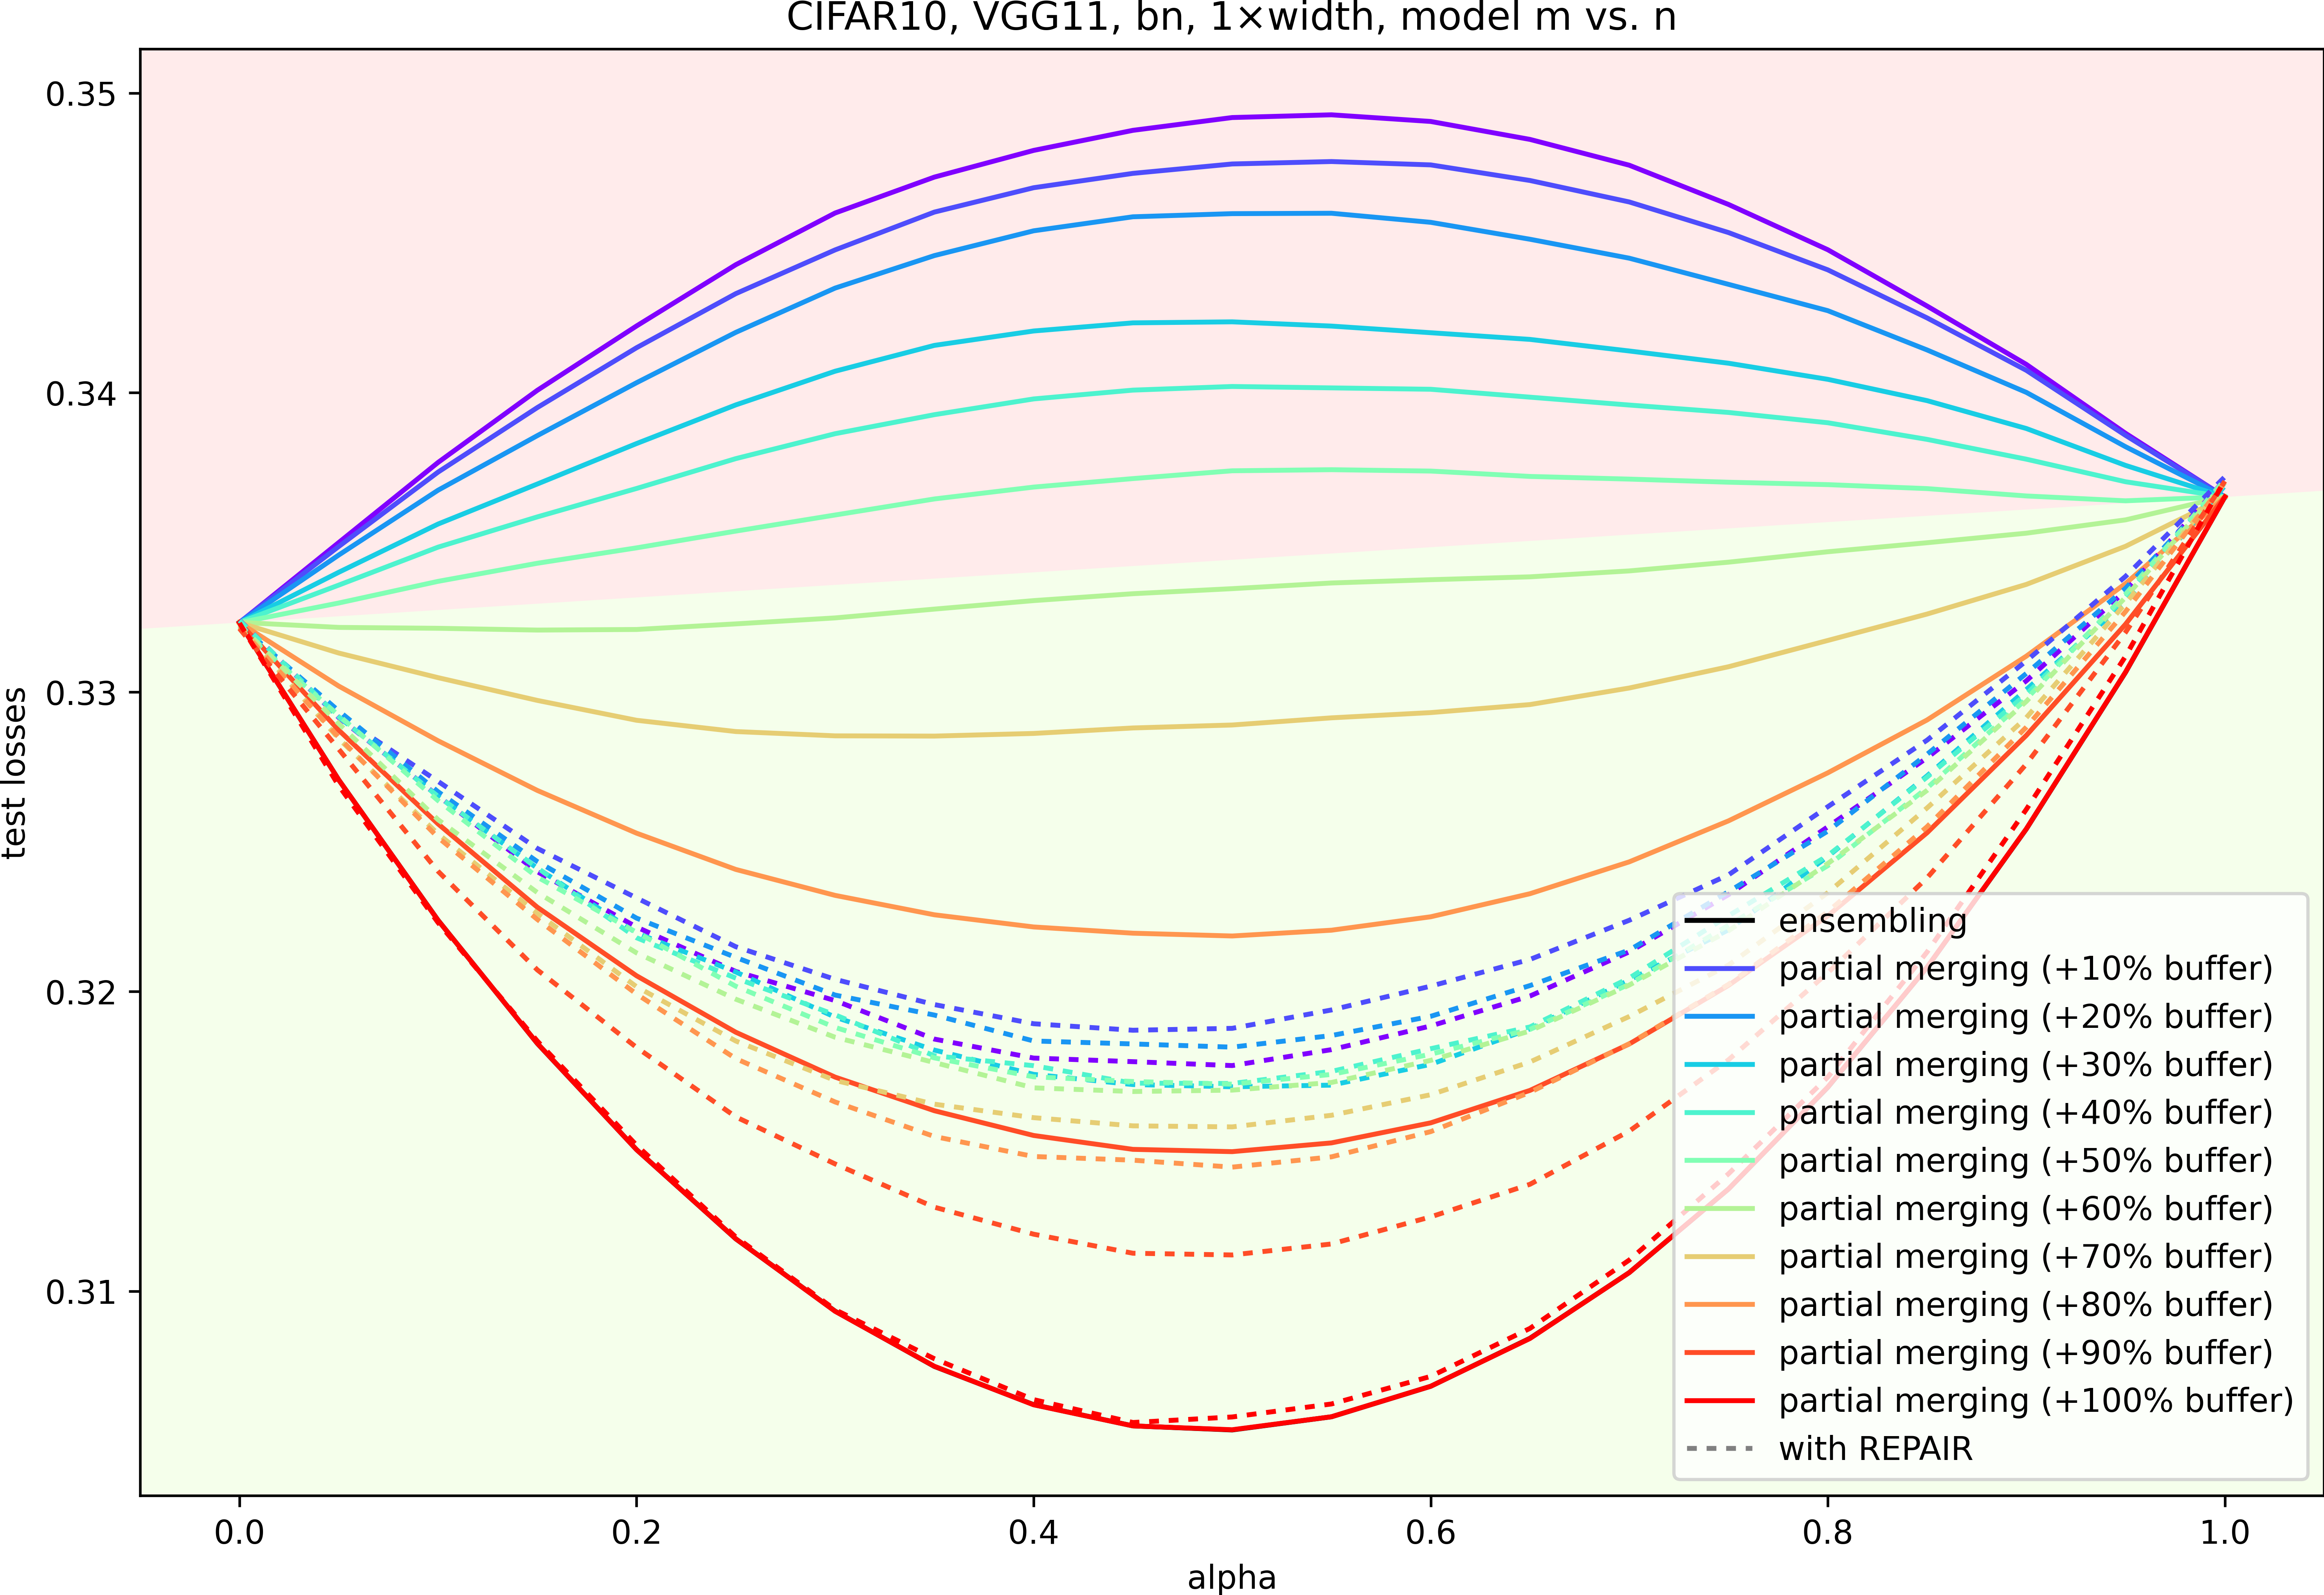 CIFAR10, VGG11, bn, 1×width, model m vs. n
0.35
0.34
0.33
0.32
0.31
test losses
0.0
0.2
0.4
0.6
0.8
1.0
alpha
ensembling
partial merging (+10% buffer)
partial merging (+20% buffer)
partial merging (+30% buffer)
partial merging (+40% buffer)
partial merging (+50% buffer)
partial merging (+60% buffer)
partial merging (+70% buffer)
partial merging (+80% buffer)
partial merging (+90% buffer)
partial merging (+100% buffer)
with REPAIR